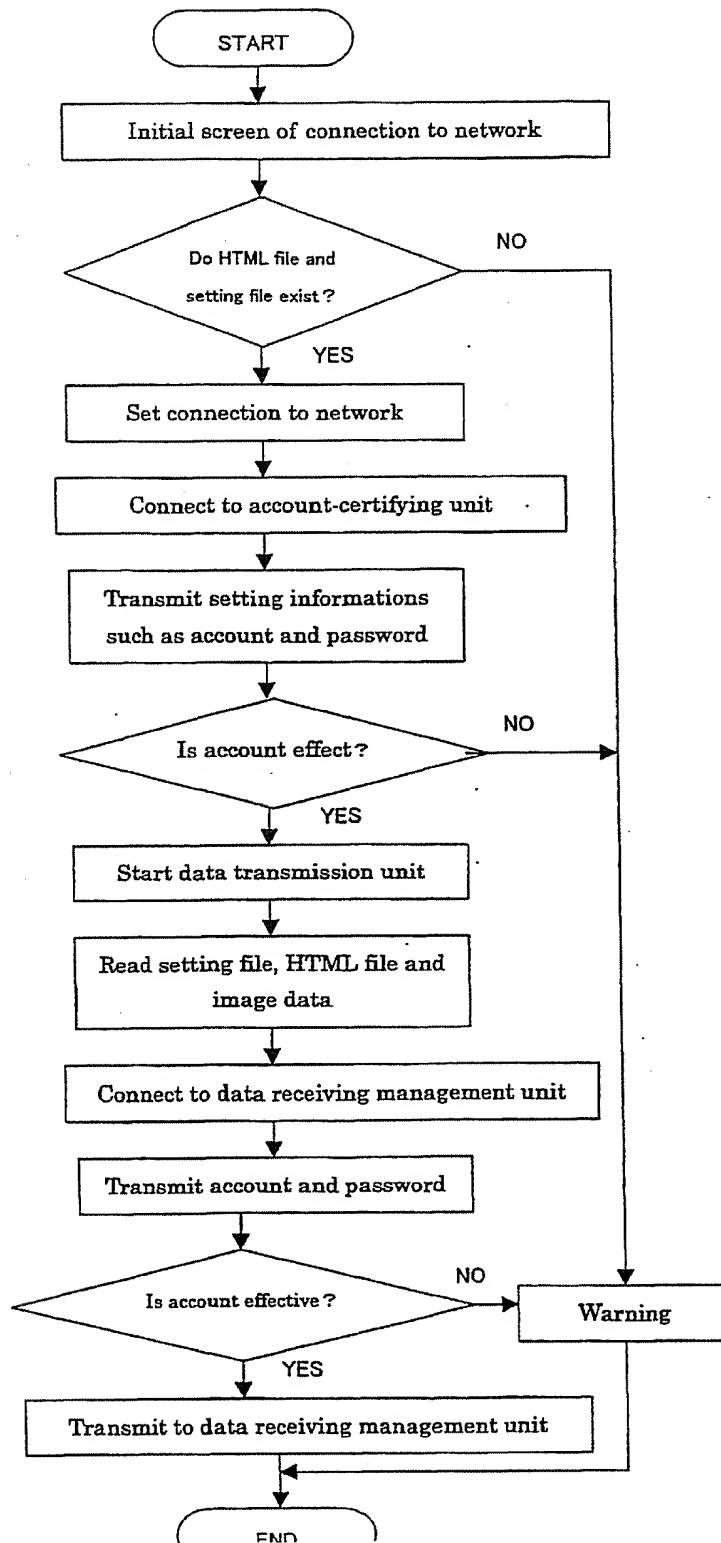 START
Initial screen of connection to network
NO
Do HTML file and
setting file exist?
YES
Set connection to network
Connect to account-certifying unit
Transmit setting informations
such as account and password
NO
Is account effect?
YES
Start data transmission unit
Read setting file, HTML file and
image data
Connect to data receiving management unit
Transmit account and password
NO
Is account effective?
Warning
YES
Transmit to data receiving management unit
END